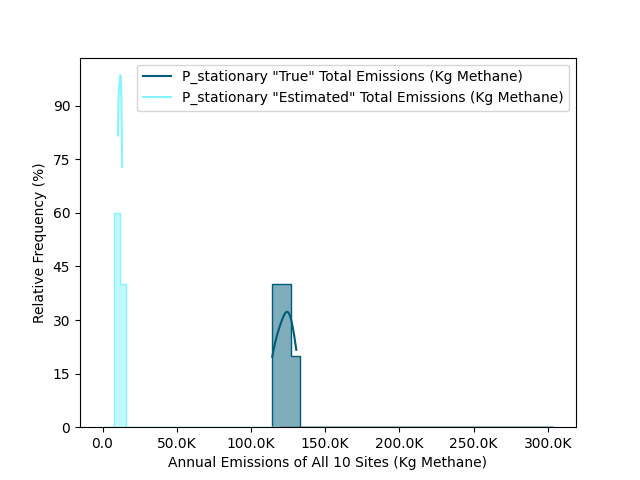 P_stationary "True" Total Emissions (Kg Methane)
P_stationary "Estimated" Total Emissions (Kg Methane)
90
75
60
45
30
15
0
Relative Frequency (%)
0.0 50.0K 100.0K 150.0K 200.0K 250.0K 300.0K
Annual Emissions of All 10 Sites (Kg Methane)